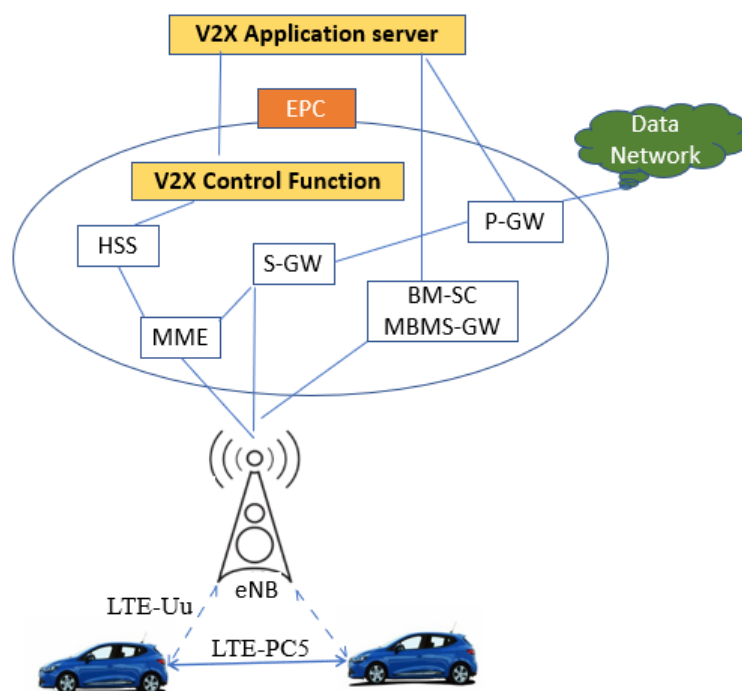 V2X Application server
EPC
Data
Network
V2X Control Function
P-GW
HSS
S-GW
BM-SC
MBMS-GW
MME
eNB
LTE-Uu
LTE-PC5